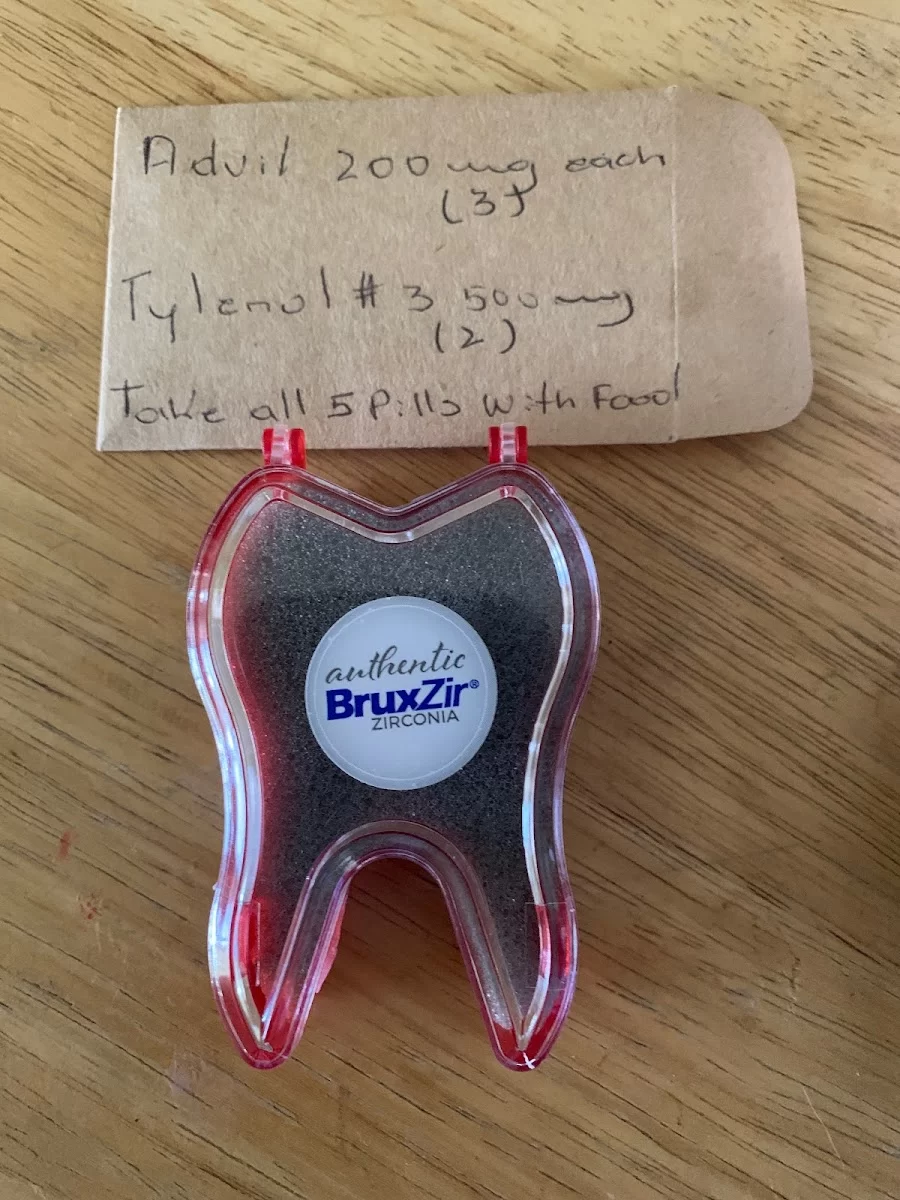 Advil 200 mg each
(3)
Tylenol # 3 500 mg
(2)
Take all 5 Pills with Food
authentic
BruxZir®
ZIRCONIA